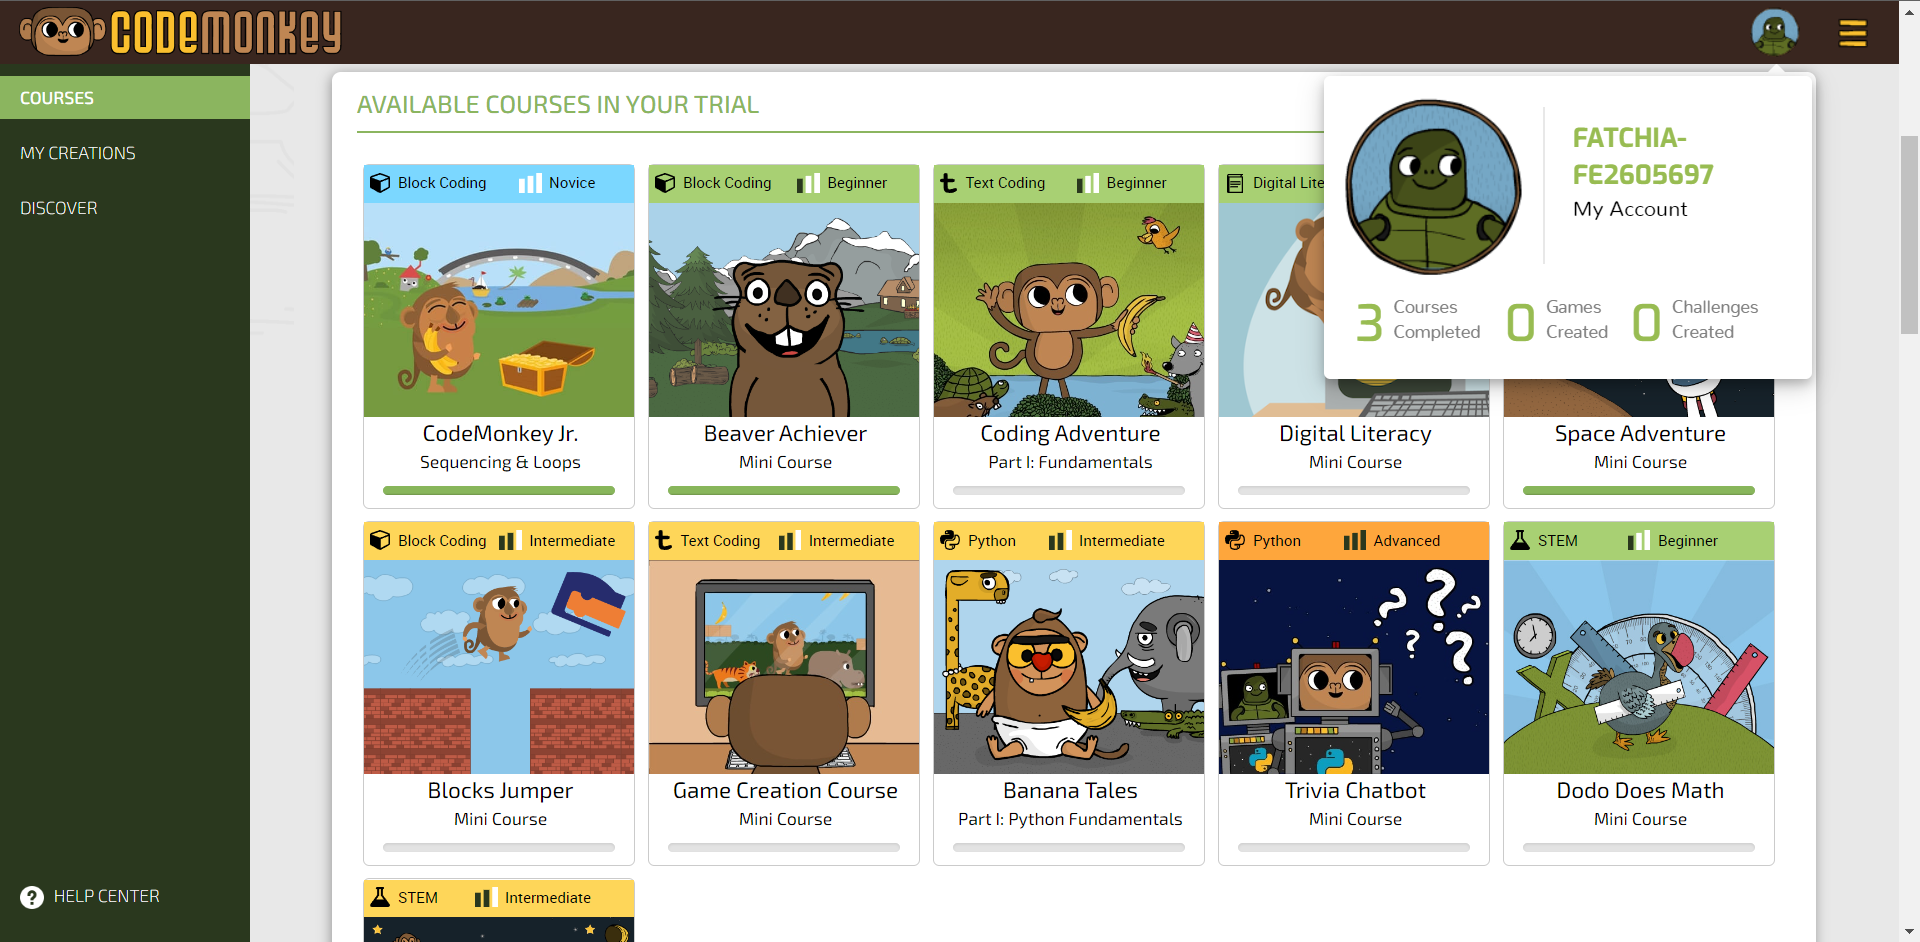 CODEMONKEY
COURSES
MY CREATIONS
DISCOVER
HELP CENTER
AVAILABLE COURSES IN YOUR TRIAL
FATCHIA-
FE2605697
My Account
3 Courses Completed
0 Games Created
0 Challenges Created
Block Coding Novice
CodeMonkey Jr.
Sequencing & Loops
Block Coding Beginner
Beaver Achiever
Mini Course
Text Coding Beginner
Coding Adventure
Part I: Fundamentals
Digital Lite
Digital Literacy
Mini Course
Space Adventure
Mini Course
Block Coding Intermediate
Blocks Jumper
Mini Course
Text Coding Intermediate
Game Creation Course
Mini Course
Python Intermediate
Banana Tales
Part I: Python Fundamentals
Python Advanced
Trivia Chatbot
Mini Course
STEM Beginner
Dodo Does Math
Mini Course
STEM Intermediate